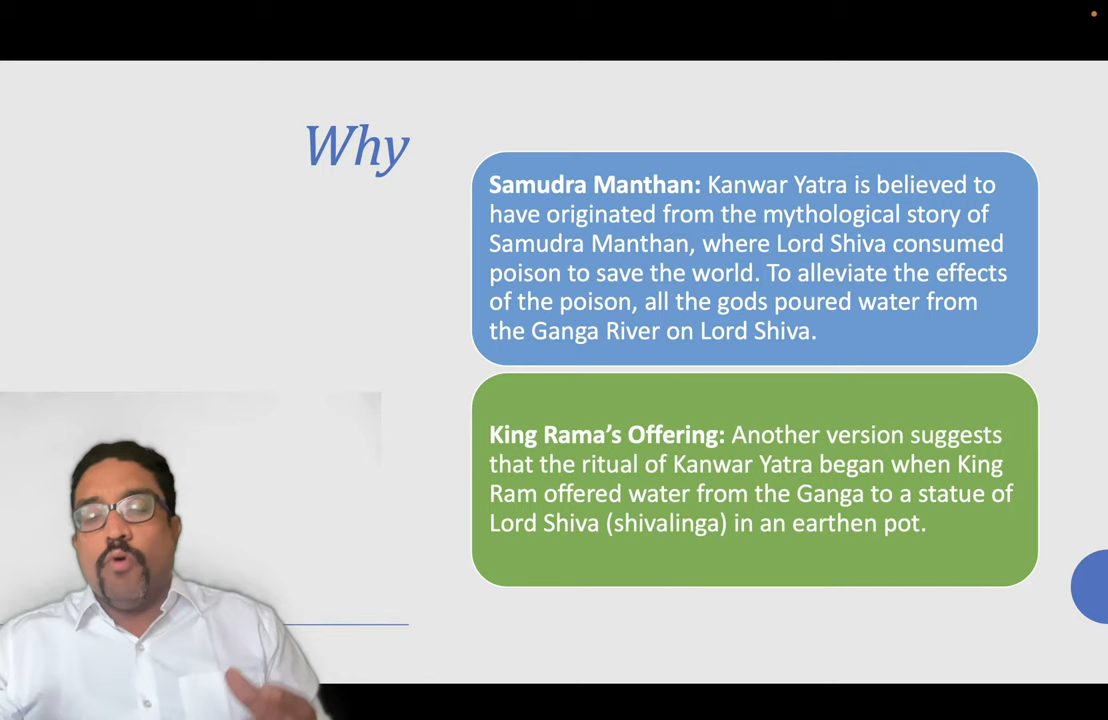 Why
Samudra Manthan: Kanwar Yatra is believed to
have originated from the mythological story of
Samudra Manthan, where Lord Shiva consumed
poison to save the world. To alleviate the effects
of the poison, all the gods poured water from
the Ganga River on Lord Shiva.
King Rama’s Offering: Another version suggests
that the ritual of Kanwar Yatra began when King
Ram offered water from the Ganga to a statue of
Lord Shiva (shivalinga) in an earthen pot.